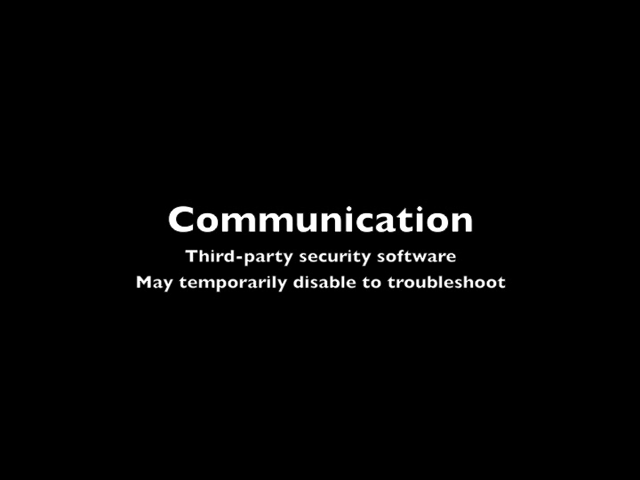 Communication
Third-party security software
May temporarily disable to troubleshoot